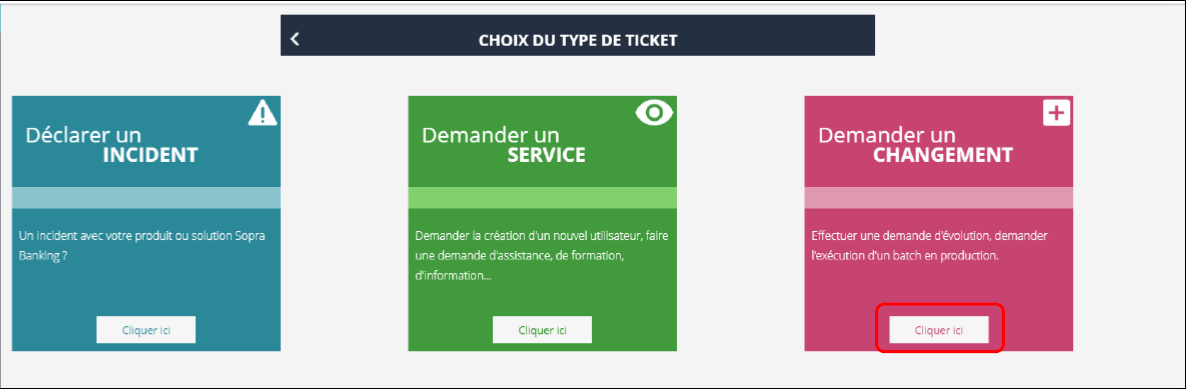 CHOIX DU TYPE DE TICKET
Déclarer un
INCIDENT
Un incident avec votre produit ou solution Sopra
Banking ?
Cliquer ici
Demander un
SERVICE
Demander la création d'un nouvel utilisateur, faire
une demande d'assistance, de formation,
d'information...
Cliquer ici
Demander un
CHANGEMENT
Effectuer une demande d'évolution, demander
l'exécution d'un batch en production.
Cliquer ici